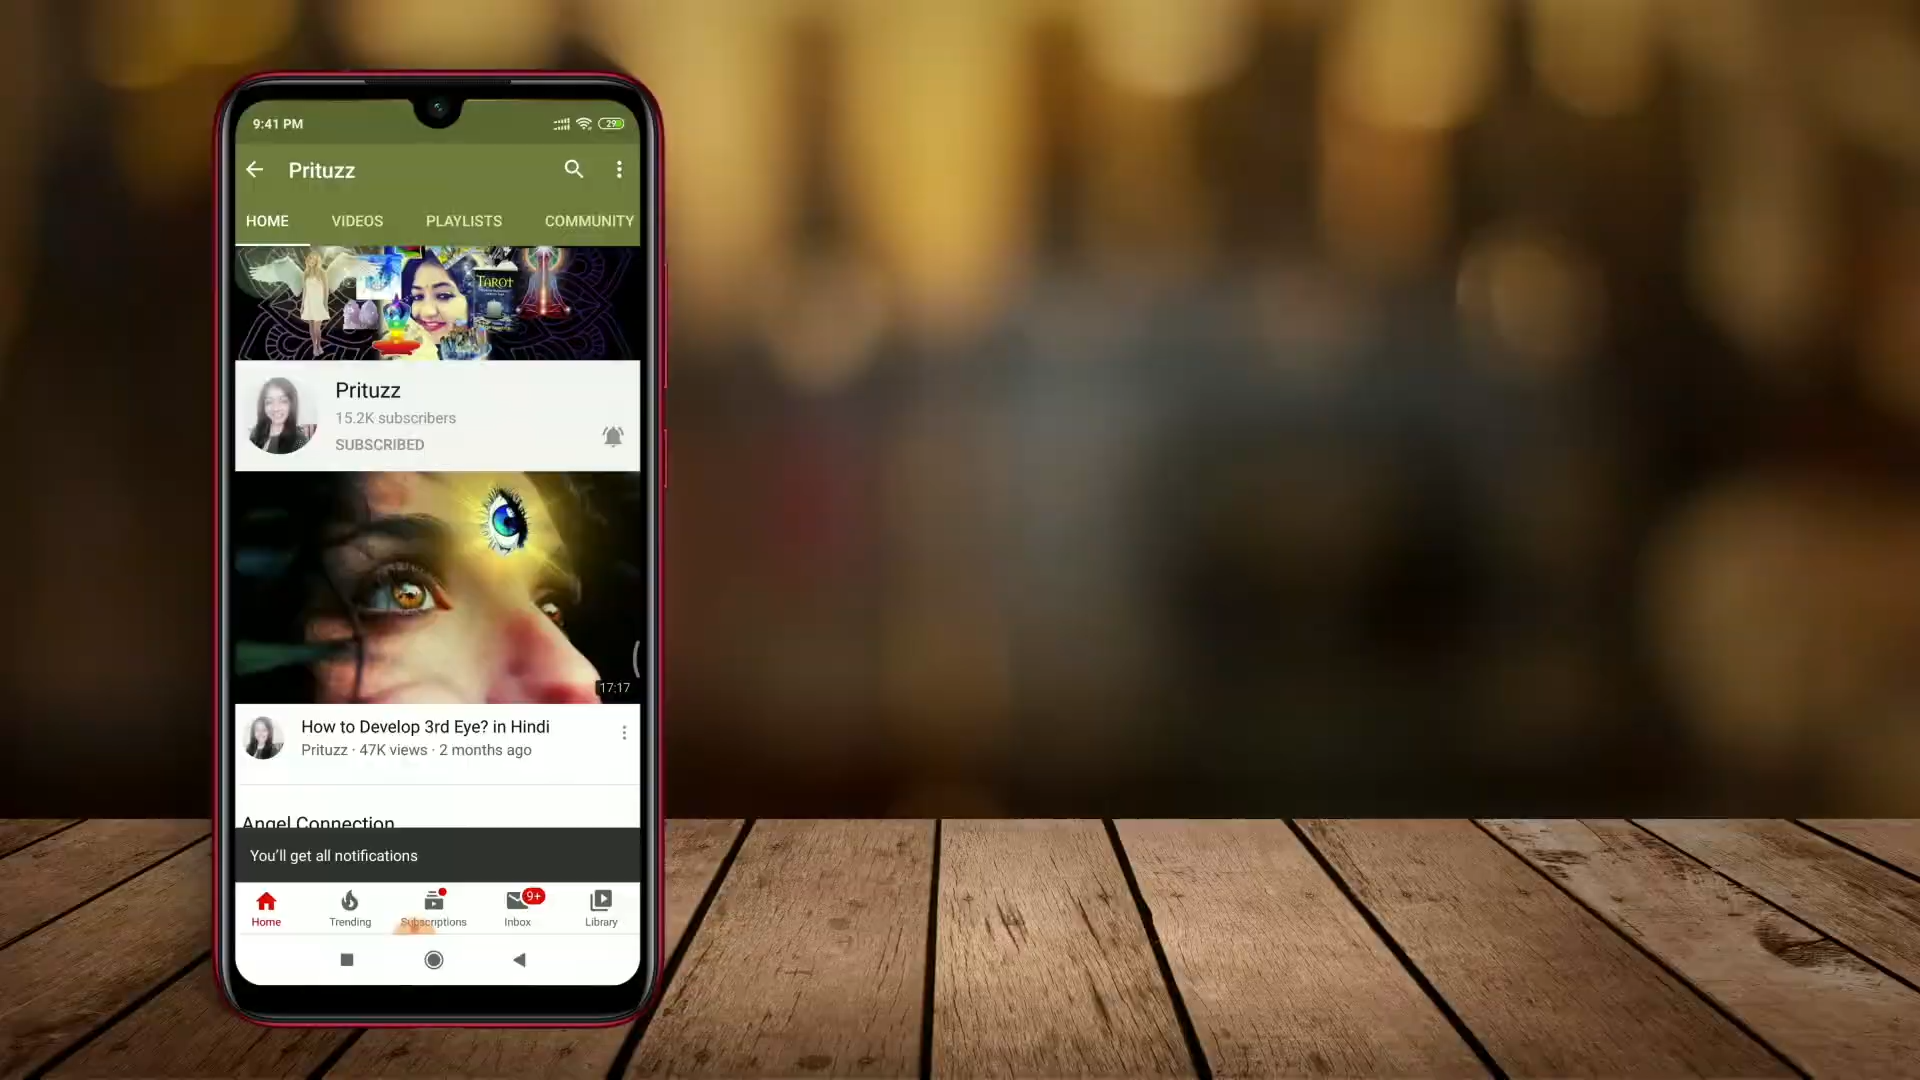 9:41 PM
29
Prituzz
HOME VIDEOS PLAYLISTS COMMUNITY
TAROT
Prituzz
15.2K subscribers
SUBSCRIBED
17:17
How to Develop 3rd Eye? in Hindi
Prituzz · 47K views · 2 months ago
Angel Connection
You'll get all notifications
9+
Home Trending Subscriptions Inbox Library